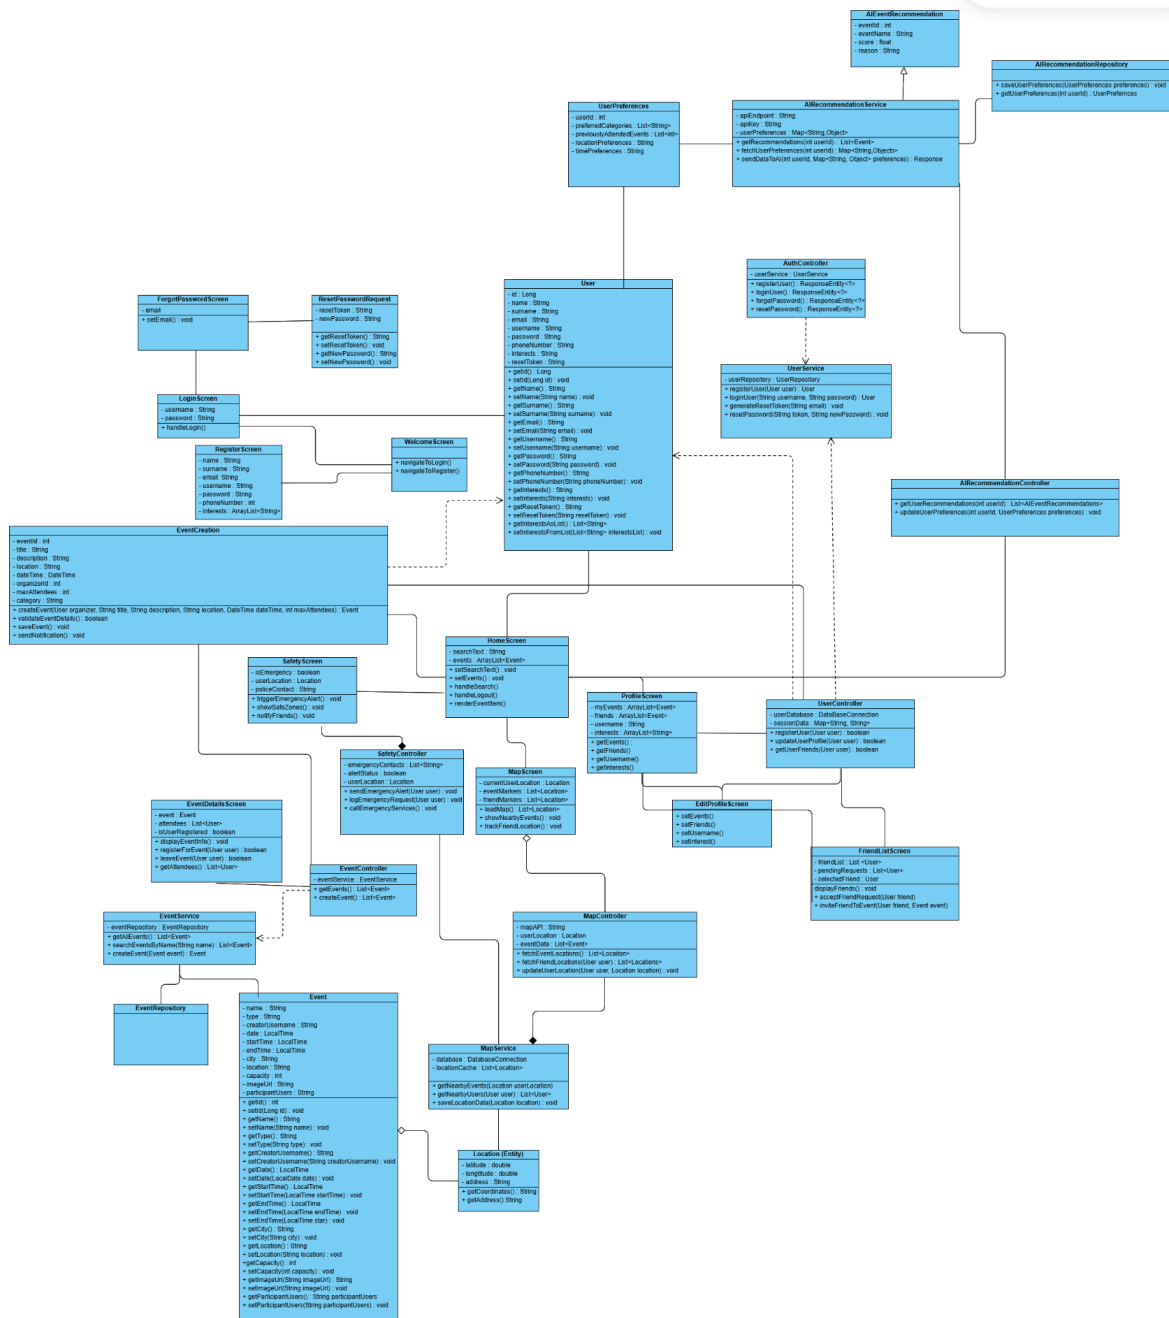 AIEventRecommendation
- eventId : int
- eventName : String
- score : float
- reason : String
AIRecommendationRepository
+ saveUserPreferences(UserPreferences preferences) : void
+ getUserPreferences(int userId) : UserPrefernces
UserPreferences
- userId : int
- preferredCategories : List<String>
- previouslyAttendedEvents : List<int>
- locationPreferences : String
- timePreferences : String
AIRecommendationService
- apiEndpoint : String
- apiKey : String
- userPreferences : Map<String,Object>
+ getRecommendations(int userId) : List<Event>
+ fetchUserPreferences(int userId) : Map<String,Objects>
+ sendDataToAI(int userId, Map<String, Object> preferences) : Response
AuthController
- userService : UserService
+ registerUser() : ResponseEntity<?>
+ loginUser() : ResponseEntity<?>
+ forgotPassword() : ResponseEntity<?>
+ resetPassword() : ResponseEntity<?>
User
- id : Long
- name : String
- surname : String
- email : String
- username : String
- password : String
- phoneNumber : String
- interests : String
- resetToken : String
+ getId() : Long
+ setId(Long id) : void
+ getName() : String
+ setName(String name) : void
+ getSurname() : String
+ setSurname(String surname) : void
+ getEmail() : String
+ setEmail(String email) : void
+ getUsername() : String
+ setUsername(String username) : void
+ getPassword() : String
+ setPassword(String password) : void
+ getPhoneNumber() : String
+ setPhoneNumber(String phoneNumber) : void
+ getInterests() : String
+ setInterests(String interests) : void
+ getResetToken() : String
+ setResetToken(String resetToken) : void
+ getInterestsAsList() : List<String>
+ setInterestsFromList(List<String> interestsList) : void
ForgotPasswordScreen
- email
+ setEmail() : void
ResetPasswordRequest
- resetToken : String
- newPassword : String
+ getResetToken() : String
+ setResetToken() : void
+ getNewPassword() : String
+ setNewPassword() : void
UserService
- userRepository : UserRepository
+ registerUser(User user) : User
+ loginUser(String username, String password) : User
+ generateResetToken(String email) : void
+ resetPassword(String token, String newPassword) : void
LoginScreen
- username : String
- password : String
+ handleLogin()
WelcomeScreen
+ navigateToLogin()
+ navigateToRegister()
RegisterScreen
- name : String
- surname : String
- email: String
- username : String
- password : String
- phoneNumber : int
- interests : ArrayList<String>
AIRecommendationController
+ getUserRecommendations(int userId) : List<AIEventRecommendations>
+ updateUserPreferences(int userId, UserPreferences preferences) : void
EventCreation
- eventId : int
- title : String
- description : String
- location : String
- dateTime : DateTime
- organizerId : int
- maxAttendees : int
- category : String
+ createEvent(User organizer, String title, String description, String location, DateTime dateTime, int maxAttendees) : Event
+ validateEventDetails() : boolean
+ saveEvent() : void
+ sendNotification() : void
HomeScreen
- searchText : String
- events : ArrayList<Event>
+ setSearchText() : void
+ setEvents() : void
+ handleSearch()
+ handleLogout()
+ renderEventItem()
SafetyScreen
- isEmergency : boolean
- userLocation : Location
- policeContact : String
+ triggerEmergencyAlert() : void
+ showSafeZones() : void
+ notifyFriends() : void
ProfileScreen
- myEvents : ArrayList<Event>
- friends : ArrayList<Event>
- username : String
- interests : ArrayList<String>
+ getEvents() :
+ getFriends()
+ getUsername()
+ getInterests()
UserController
- userDatabase : DataBaseConnection
- sessionData : Map<String, String>
+ registerUser(User user) : boolean
+ updateUserProfile(User user) : boolean
+ getUserFriends(User user) : boolean
SafetyController
- emergencyContacts : List<String>
- alertStatus : boolean
- userLocation : Location
+ sendEmergencyAlert(User user) : void
+ logEmergencyRequest(User user) : void
+ callEmergencyServices() : void
MapScreen
- currentUserLocation : Location
- eventMarkers : List<Location>
- friendMarkers : List<Location>
+ loadMap() : List<Location>
+ showNearbyEvents() : void
+ trackFriendLocation() : void
EditProfileScreen
+ setEvents()
+ setFriends()
+ setUsername()
+ setInterest()
EventDetailsScreen
- event : Event
- attendees : List<User>
- isUserRegistered : boolean
+ displayEventInfo() : void
+ registerForEvent(User user) : boolean
+ leaveEvent(User user) : boolean
+ getAttendees() : List<User>
FriendListScreen
- friendList : List <User>
- pendingRequests : List<User>
- selectedFriend : User
displayFriends() : void
+ acceptFriendRequest(User friend)
+ inviteFriendToEvent(User friend, Event event)
EventController
- eventService : EventService
+ getEvents() : List<Event>
+ createEvent() : List<Event>
EventService
- eventRepository : EventRepository
+ getAllEvents() : List<Event>
+ searchEventsByName(String name) : List<Event>
+ createEvent(Event event) : Event
MapController
- mapAPI : String
- userLocation : Location
- eventData : List<Event>
+ fetchEventLocations() : List<Location>
+ fetchFriendLocations(User user) : List<Locations>
+ updateUserLocation(User user, Location location) : void
EventRepository
Event
- name. : String
- type : String
- creatorUsername : String
- date : LocalTime
- startTime : LocalTime
- endTime : LocalTime
- city : String
- location : String
- capacity : int
- imageUrl : String
- participantUsers : String
+ getId() : int
+ setId(Long id) : void
+ getName() : String
+ setName(String name) : void
+ getType() : String
+ setType(String type) : void
+ getCreatorUsername() : String
+ setCreatorUsername(String creatorUsername) : void
+ getDate() : LocalTime
+ setDate(LocalDate date) : void
+ getStartTime() : LocalTime
+ setStartTime(LocalTime startTime) : void
+ getEndTime() : LocalTime
+ setEndTime(LocalTime endTime) : void
+ setEndTime(LocalTime star) : void
+ getCity() : String
+ setCity(String city) : void
+ getLocation() : String
+ setLocation(String location) : void
+getCapacity() : int
+ setCapacity(int capacity) : void
+ getImageUrl(String imageUrl) : String
+ setImageUrl(String imageUrl) : void
+ getParticipantUsers() : String participantUsers
+ setParticipantUsers(String participantUsers) : void
MapService
- database : DatabaseConnection
- locationCache : List<Location>
+ getNearbyEvents(Location userLocation)
+ getNearbyUsers(User user) : List<User>
+ saveLocationData(Location location) : void
Location (Entity)
- latitude : double
- longtitude : double
- address : String
+ getCoordinates() : String
+ getAddress() String